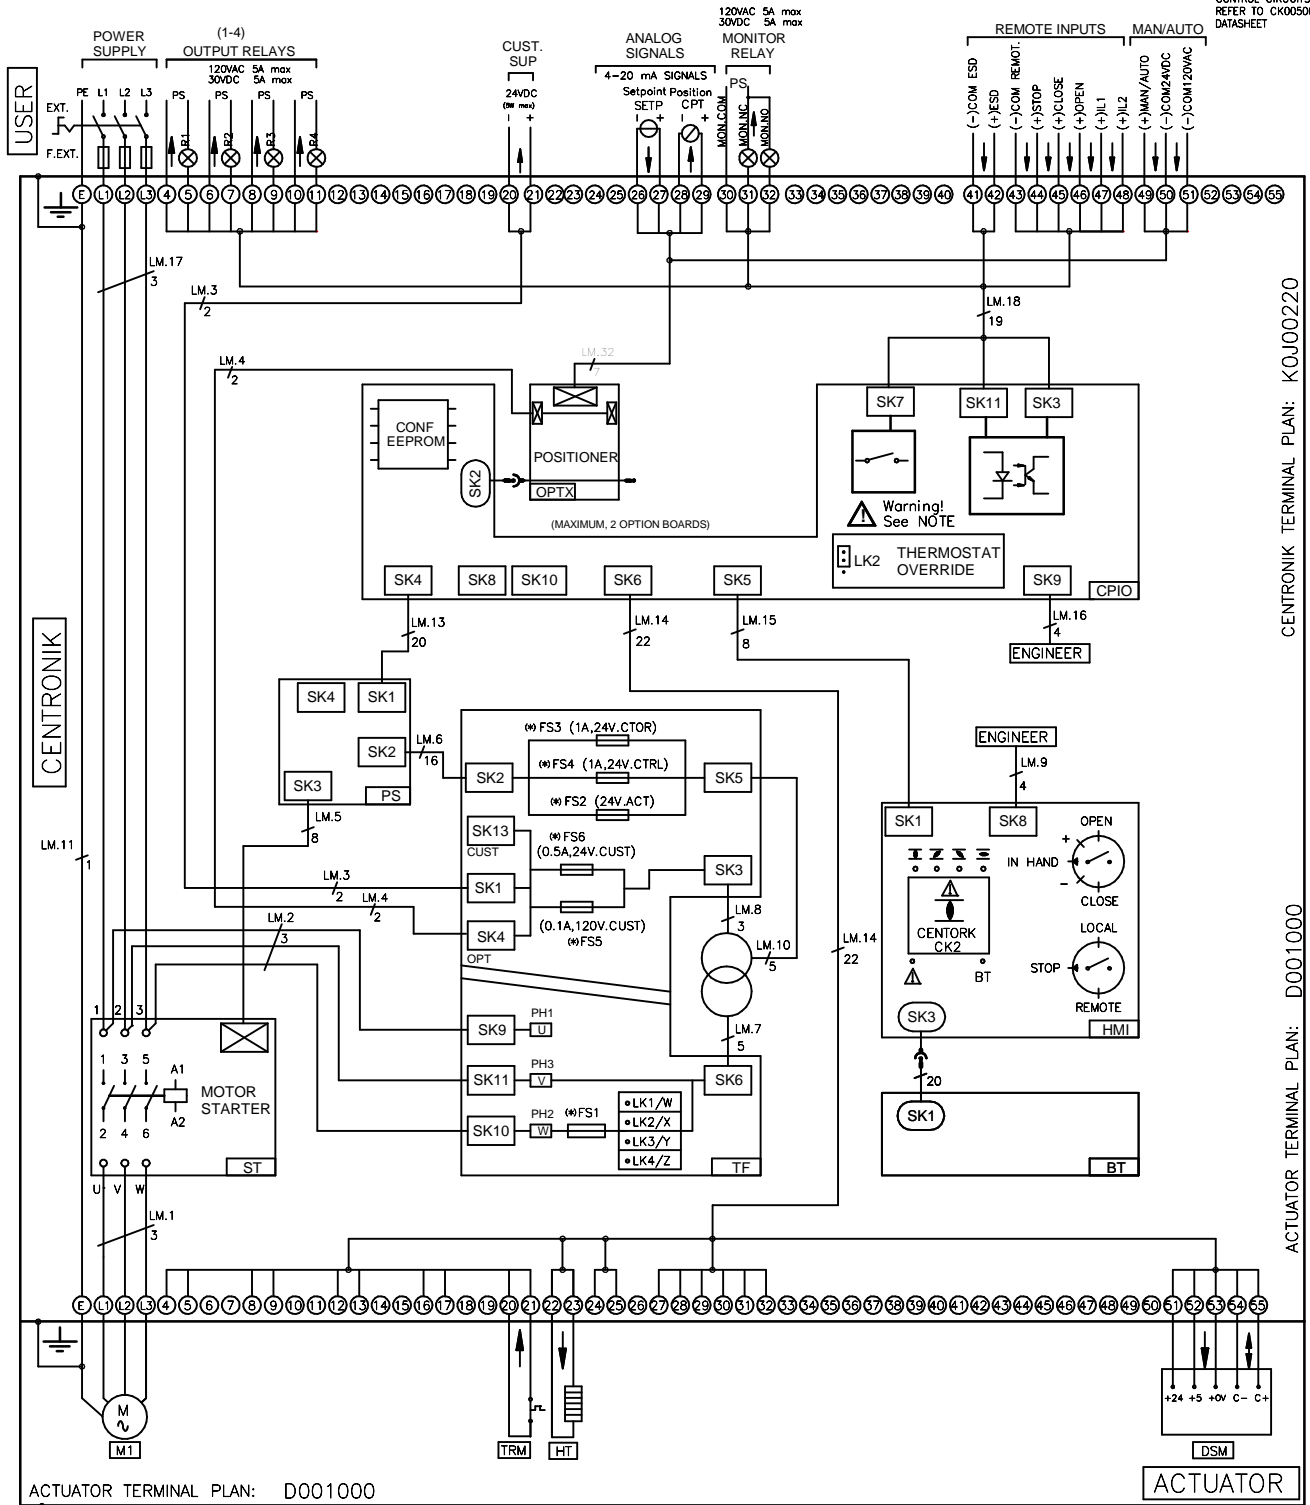 REFER TO CK0050
DATASHEET
POWER
SUPPLY
(1-4)
OUTPUT RELAYS
120VAC 5A max
30VDC 5A max
CUST.
SUP
24VDC
(5W max)
- +
ANALOG
SIGNALS
4-20 mA SIGNALS
Setpoint Position
SETP CPT
- + - +
120VAC 5A max
30VDC 5A max
MONITOR
RELAY
PS
MON.COM
MON.NC
MON.NO
REMOTE INPUTS
MAN/AUTO
(-)COM ESD
(+)ESD
(-)COM REMOT.
(+)STOP
(+)CLOSE
(+)OPEN
(+)IL1
(+)IL2
(+)MAN/AUTO
(-)COM24VDC
(-)COM120VAC
USER
PE L1 L2 L3
EXT.
F.EXT.
PS PS PS PS
R1 R2 R3 R4
E L1 L2 L3 4 5 6 7 8 9 10 11 12 13 14 15 16 17 18 19 20 21 22 23 24 25 26 27 28 29 30 31 32 33 34 35 36 37 38 39 40 41 42 43 44 45 46 47 48 49 50 51 52 53 54 55
LM.17
3
LM.3
2
LM.4
2
LM.32
7
LM.18
19
CENTRONIK TERMINAL PLAN: K0J00220
CONF
EEPROM
SK2
POSITIONER
OPTX
(MAXIMUM, 2 OPTION BOARDS)
SK7
SK11
SK3
Warning!
See NOTE
LK2
THERMOSTAT
OVERRIDE
SK4
SK8
SK10
SK6
SK5
SK9
CPIO
LM.13
20
LM.14
22
LM.15
8
LM.16
4
ENGINEER
CENTRONIK
SK4
SK1
SK2
SK3
PS
LM.6
16
LM.5
8
LM.11
1
(*)FS3 (1A,24V.CTOR)
(*)FS4 (1A,24V.CTRL)
(*)FS2 (24V.ACT)
SK2
SK5
SK13
CUST
(*)FS6
(0.5A,24V.CUST)
SK1
SK3
SK4
OPT
(0.1A,120V.CUST)
(*)FS5
LM.3
2
LM.4
2
LM.2
3
LM.8
3
LM.10
5
LM.14
22
LM.7
5
SK9
PH1
U
SK11
PH3
V
SK6
SK10
PH2
W
(*)FS1
LK1/W
LK2/X
LK3/Y
LK4/Z
TF
ENGINEER
LM.9
4
SK1
SK8
OPEN
+
IN HAND
-
CLOSE
CENTORK
CK2
BT
LOCAL
STOP
REMOTE
SK3
HMI
20
SK1
BT
ACTUATOR TERMINAL PLAN: D001000
1 2 3
1 3 5
A1
A2
MOTOR
STARTER
2 4 6
ST
U V W
LM.1
3
E L1 L2 L3 4 5 6 7 8 9 10 11 12 13 14 15 16 17 18 19 20 21 22 23 24 25 26 27 28 29 30 31 32 33 34 35 36 37 38 39 40 41 42 43 44 45 46 47 48 49 50 51 52 53 54 55
M
M1
TRM
HT
+24 +5 +0V C- C+
DSM
ACTUATOR TERMINAL PLAN: D001000
ACTUATOR